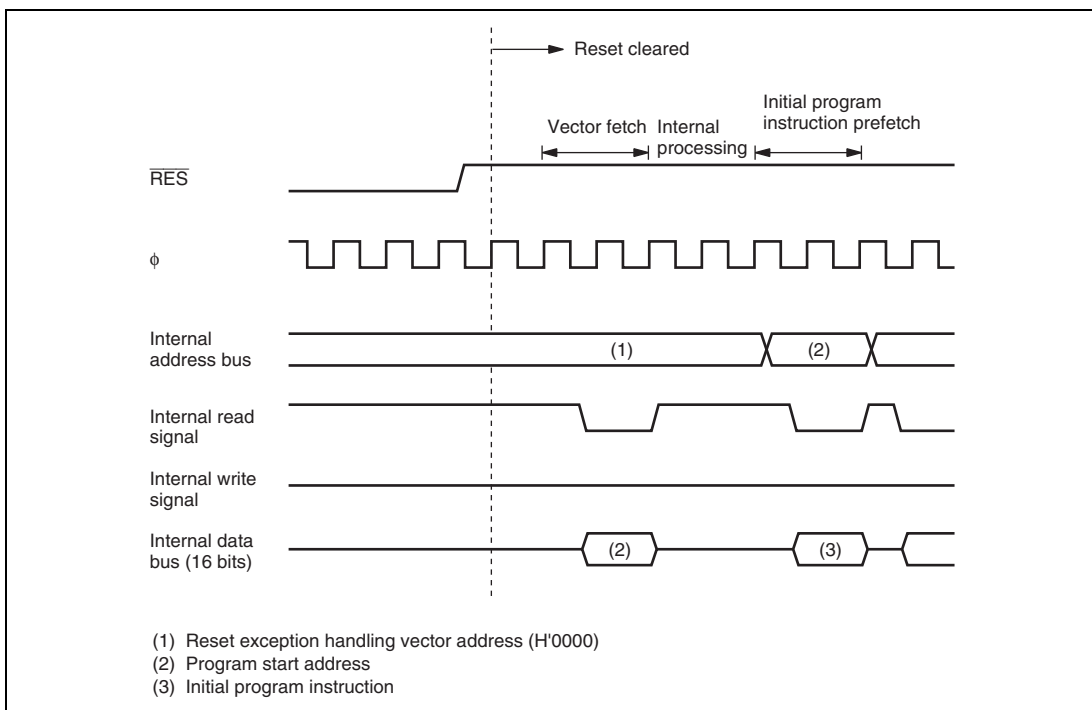 Reset cleared
Initial program
Vector fetch Internal instruction prefetch
processing
RES
ϕ
Internal
address bus
(1)
(2)
Internal read
signal
Internal write
signal
Internal data
bus (16 bits)
(2)
(3)
(1) Reset exception handling vector address (H'0000)
(2) Program start address
(3) Initial program instruction